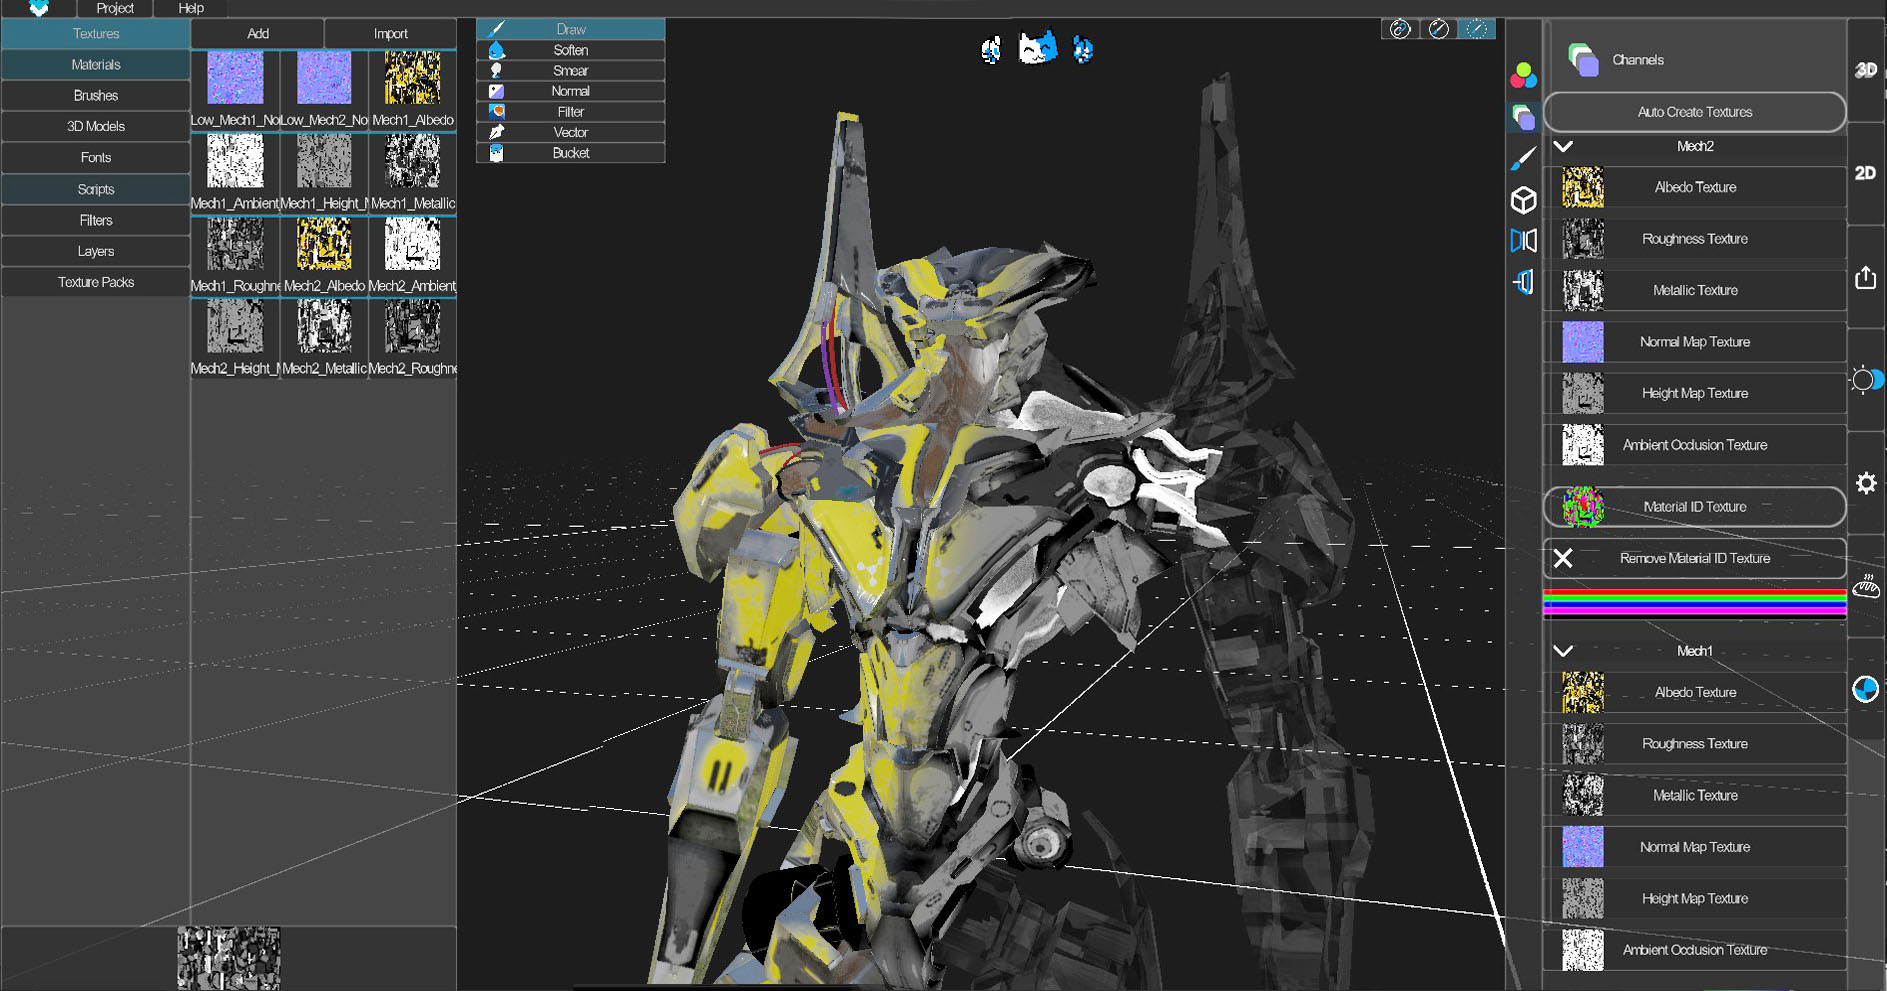 Project
Help
Textures
Materials
Brushes
3D Models
Fonts
Scripts
Filters
Layers
Texture Packs
Add
Import
Low_Mech1_No
Low_Mech2_No
Mech1_Albedo
Mech1_Ambient
Mech1_Height_M
Mech1_Metallic
Mech1_Roughne
Mech2_Albedo
Mech2_Ambient
Mech2_Height_M
Mech2_Metallic
Mech2_Roughne
Draw
Soften
Smear
Normal
Filter
Vector
Bucket
Channels
Auto Create Textures
Mech2
Albedo Texture
Roughness Texture
Metallic Texture
Normal Map Texture
Height Map Texture
Ambient Occlusion Texture
Material ID Texture
Remove Material ID Texture
Mech1
Albedo Texture
Roughness Texture
Metallic Texture
Normal Map Texture
Height Map Texture
Ambient Occlusion Texture
3D
2D